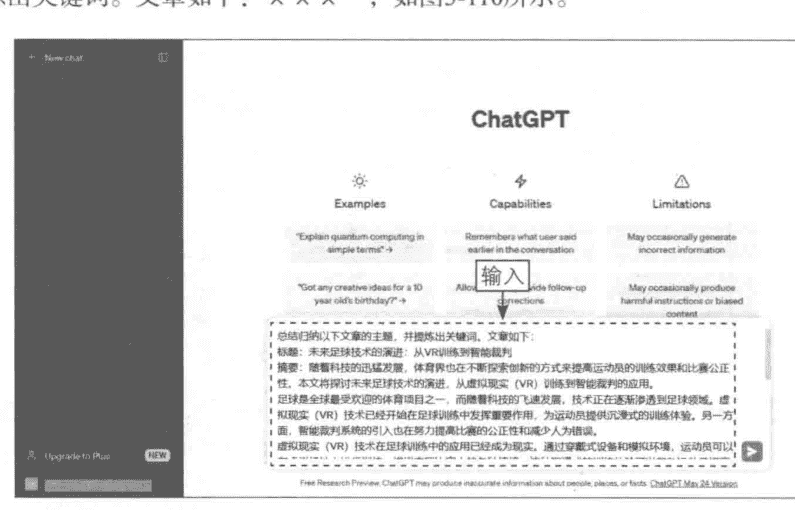 出关键词。文章如下：×××"，如图3-110所示。
New chat
ChatGPT
Examples
Capabilities
Limitations
"Explain quantum computing in
simple terms" →
Remembers what user said
earlier in the conversation
May occasionally generate
incorrect information
"Got any creative ideas for a 10
year old's birthday?" →
输入
corrections
May occasionally produce
harmful instructions or biased
content
总结归纳以下文章的主题，并提炼出关键词。文章如下：
标题：未来足球技术的演进：从VR训练到智能裁判
摘要：随着科技的迅猛发展，体育界也在不断探索创新的方式来提高运动员的训练效果和比赛公正
性。本文将探讨未来足球技术的演进，从虚拟现实（VR）训练到智能裁判的应用。
足球是全球最受欢迎的体育项目之一，而随着科技的飞速发展，技术正在逐渐渗透到足球领域。虚
拟现实（VR）技术已经开始在足球训练中发挥重要作用，为运动员提供沉浸式的训练体验。另一方
面，智能裁判系统的引入也在努力提高比赛的公正性和减少人为错误。
虚拟现实（VR）技术在足球训练中的应用已经成为现实。通过穿戴式设备和模拟环境，运动员可以
Upgrade to Plus
NEW
Free Research Preview. ChatGPT may produce inaccurate information about people, places, or facts. ChatGPT May 24 Version